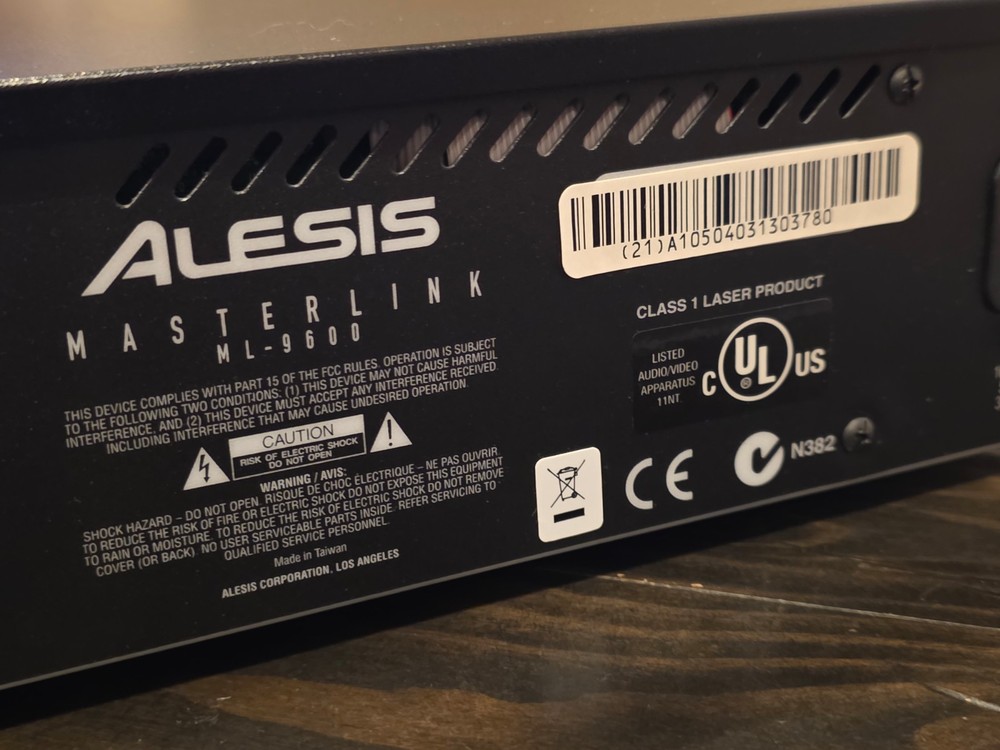 ALESIS
MASTERLINK
ML-9600
THIS DEVICE COMPLIES WITH PART 15 OF THE FCC RULES. OPERATION IS SUBJECT
TO THE FOLLOWING TWO CONDITIONS: (1) THIS DEVICE MAY NOT CAUSE HARMFUL
INTERFERENCE, AND (2) THIS DEVICE MUST ACCEPT ANY INTERFERENCE RECEIVED
INCLUDING INTERFERENCE THAT MAY CAUSE UNDESIRED OPERATION.
CAUTION
RISK OF ELECTRIC SHOCK
DO NOT OPEN
WARNING / AVIS:
SHOCK HAZARD – DO NOT OPEN. RISQUE DE CHOC ÉLECTRIQUE – NE PAS OUVRIR.
TO REDUCE THE RISK OF FIRE OR ELECTRIC SHOCK DO NOT EXPOSE THIS EQUIPMENT
TO RAIN OR MOISTURE. TO REDUCE THE RISK OF ELECTRIC SHOCK DO NOT REMOVE
COVER (OR BACK). NO USER SERVICEABLE PARTS INSIDE. REFER SERVICING TO
QUALIFIED SERVICE PERSONNEL.
Made in Taiwan
ALESIS CORPORATION, LOS ANGELES
(21)A10504031303780
CLASS 1 LASER PRODUCT
LISTED
AUDIO/VIDEO
APPARATUS
11NT
C UL US
CE
N382